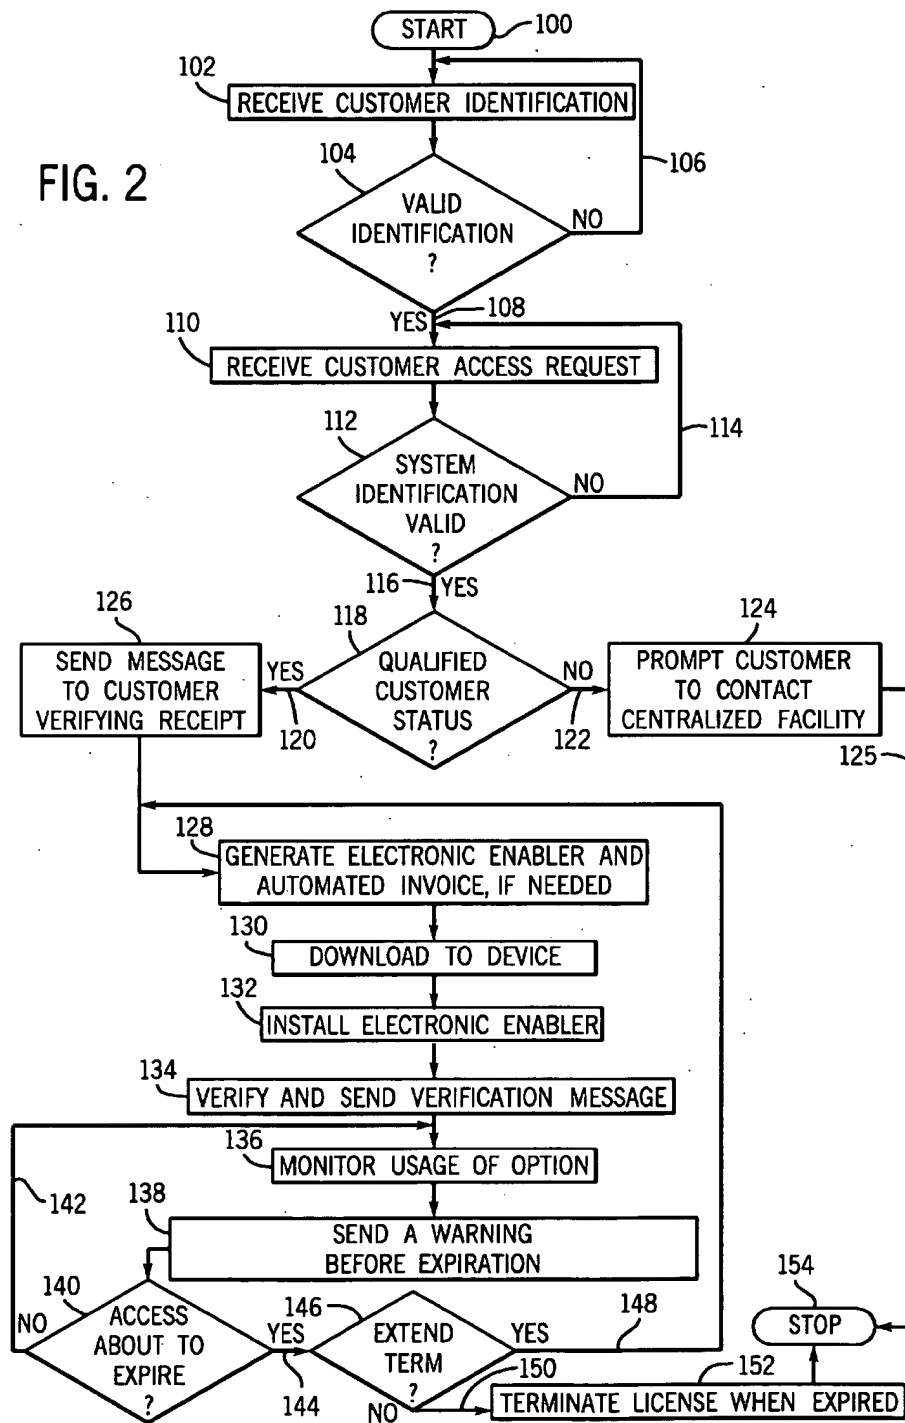 START
100
102
RECEIVE CUSTOMER IDENTIFICATION
FIG. 2
104
106
VALID
IDENTIFICATION
?
NO
YES
108
110
RECEIVE CUSTOMER ACCESS REQUEST
112
114
SYSTEM
IDENTIFICATION
VALID
?
NO
116
YES
126
118
124
SEND MESSAGE
TO CUSTOMER
VERIFYING RECEIPT
YES
120
QUALIFIED
CUSTOMER
STATUS
?
NO
122
PROMPT CUSTOMER
TO CONTACT
CENTRALIZED FACILITY
125
128
GENERATE ELECTRONIC ENABLER AND
AUTOMATED INVOICE, IF NEEDED
130
DOWNLOAD TO DEVICE
132
INSTALL ELECTRONIC ENABLER
134
VERIFY AND SEND VERIFICATION MESSAGE
136
MONITOR USAGE OF OPTION
142
138
SEND A WARNING
BEFORE EXPIRATION
140
NO
ACCESS
ABOUT TO
EXPIRE
?
YES
144
146
EXTEND
TERM
?
YES
148
NO
150
152
TERMINATE LICENSE WHEN EXPIRED
154
STOP